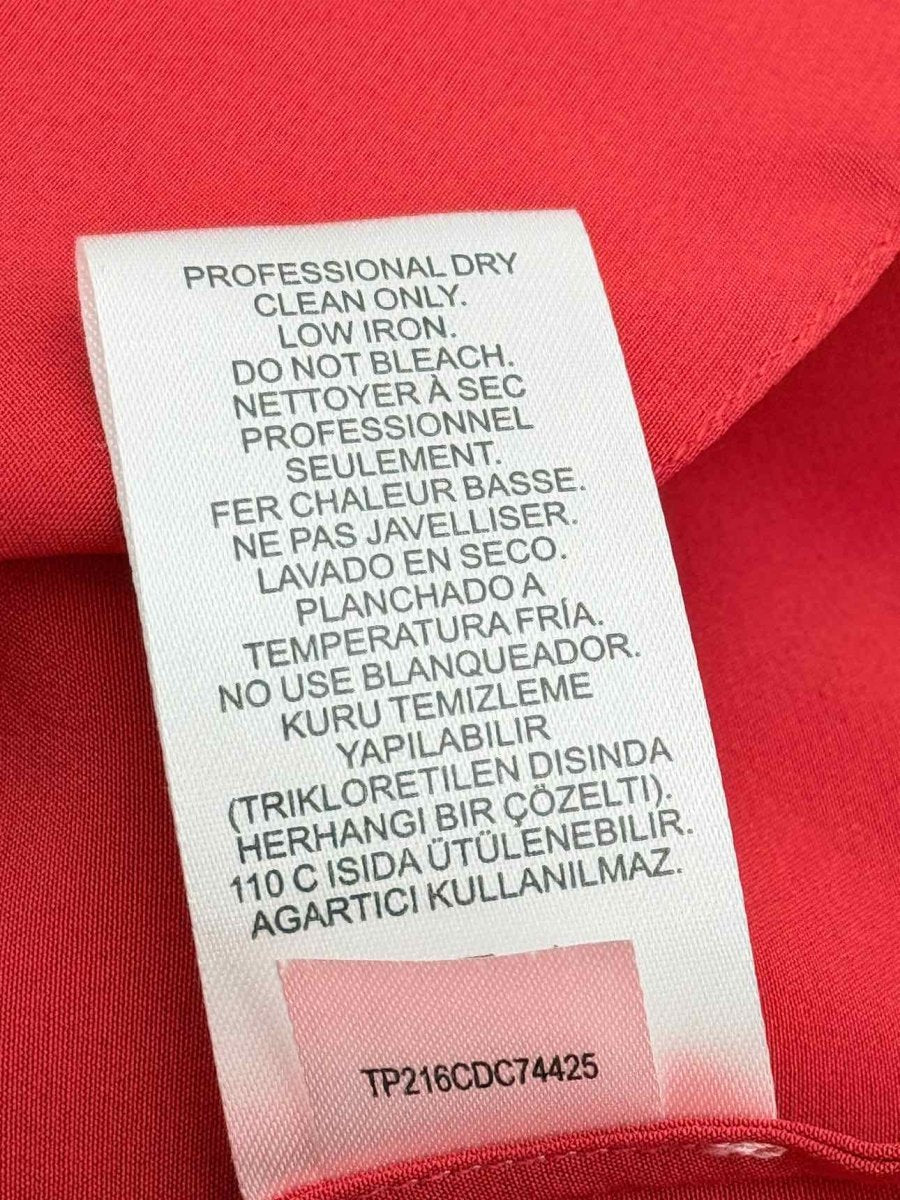 PROFESSIONAL DRY
CLEAN ONLY.
LOW IRON.
DO NOT BLEACH.
NETTOYER À SEC
PROFESSIONNEL
SEULEMENT.
FER CHALEUR BASSE.
NE PAS JAVELLISER.
LAVADO EN SECO.
PLANCHADO A
TEMPERATURA FRÍA.
NO USE BLANQUEADOR.
KURU TEMIZLEME
YAPILABILIR
(TRIKLORETILEN DISINDA
HERHANGI BIR ÇÖZELTI).
110 C ISIDA ÜTÜLENEBILIR.
AGARTICI KULLANILMAZ.
TP216CDC74425